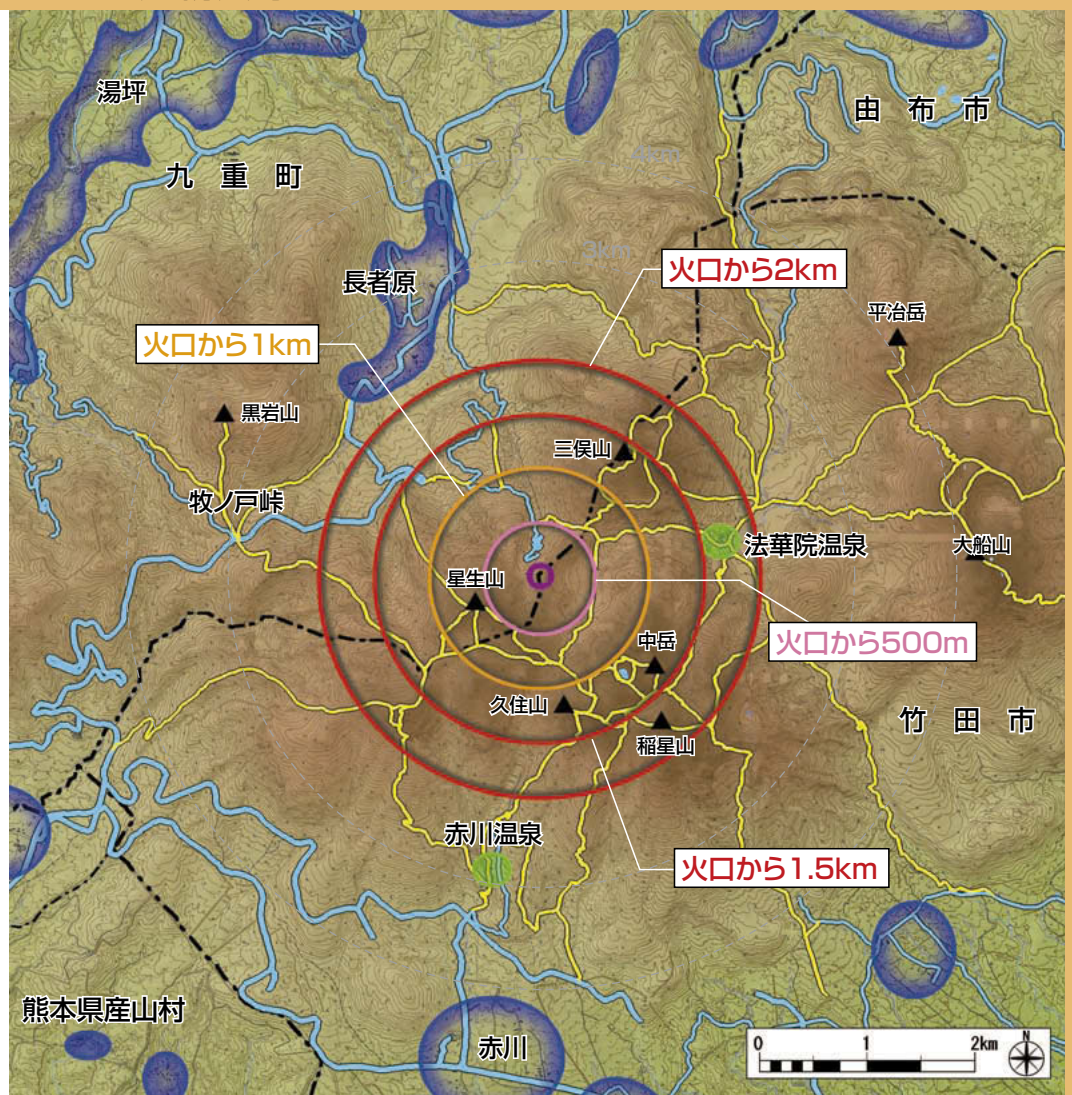 湯坪
由布市
九重町
4km
3km
長者原
火口から2km
平治岳
火口から1km
黒岩山
三俣山
牧ノ戸峠
法華院温泉
大船山
星生山
火口から500m
中岳
久住山
竹田市
稲星山
赤川温泉
火口から1.5km
熊本県産山村
赤川
0 1 2km
N